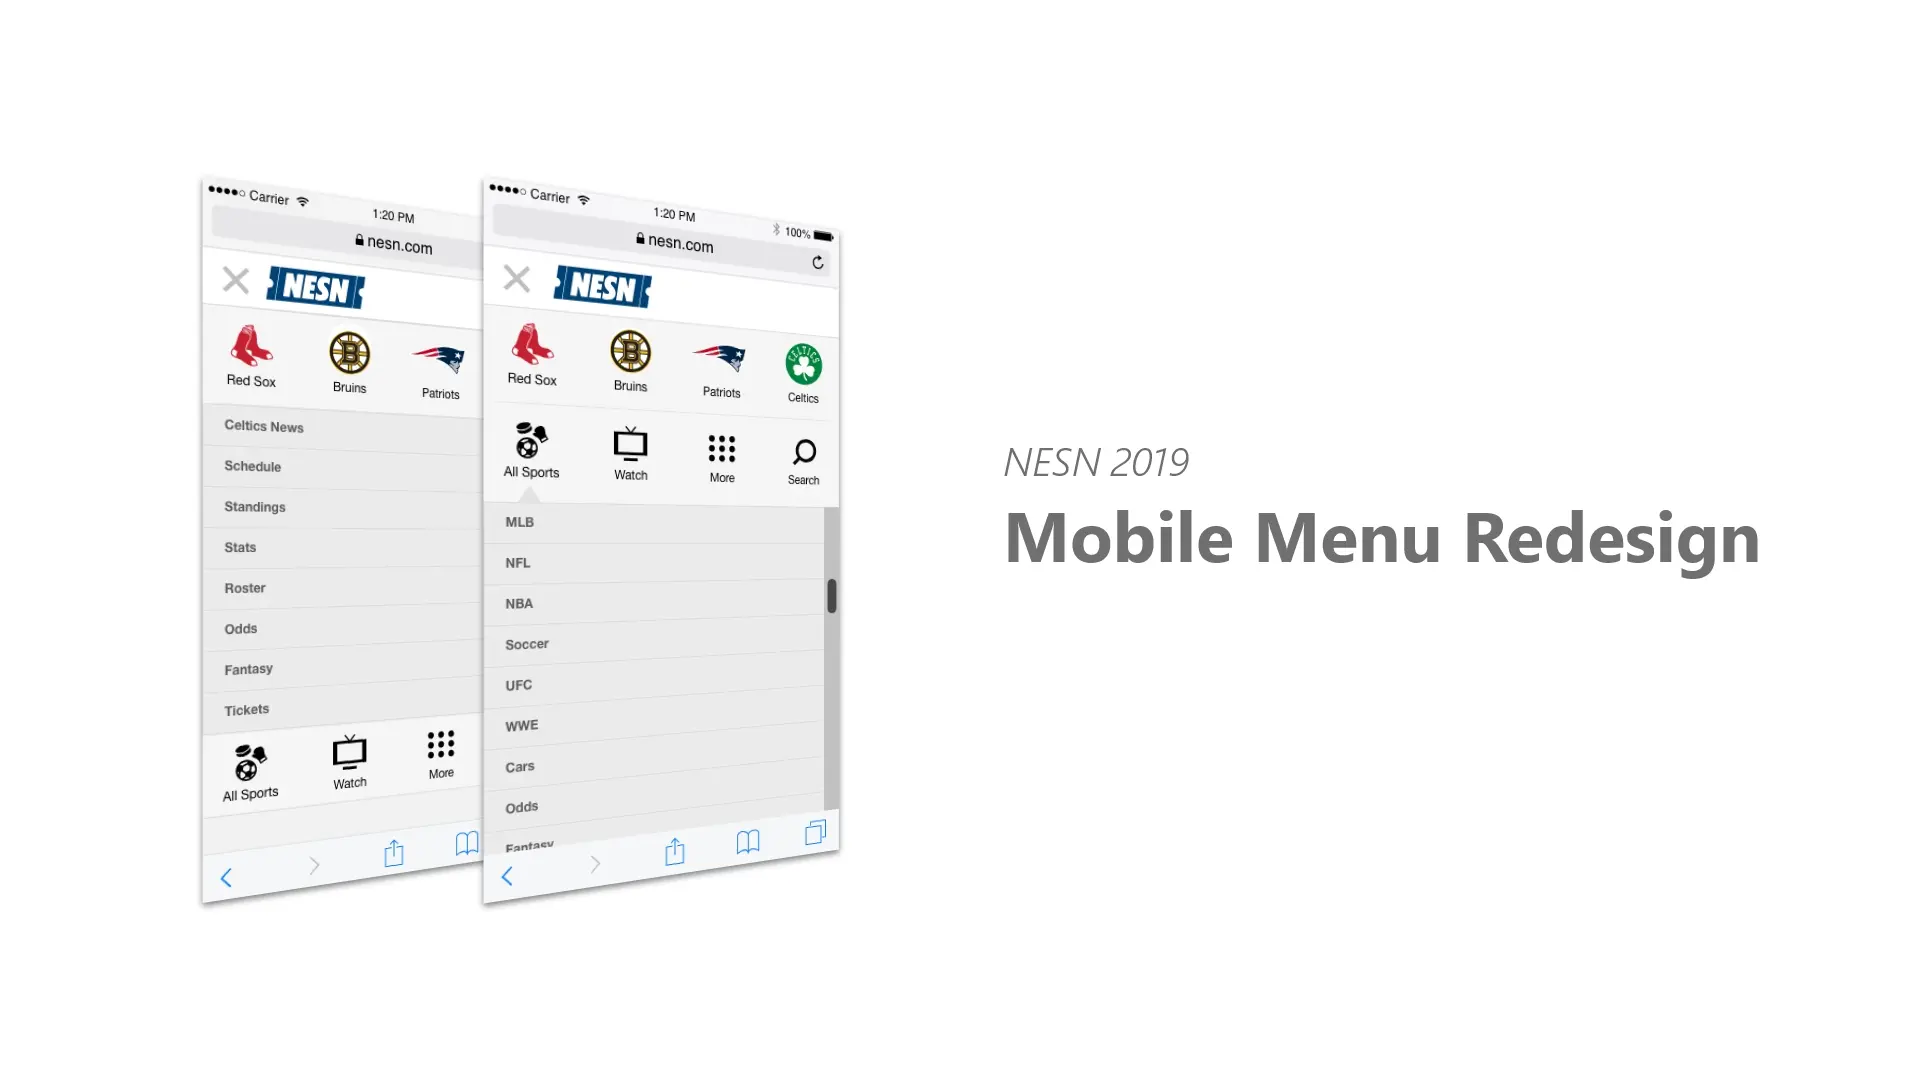 Carrier
1:20 PM
nesn.com
NESN
Red Sox
Bruins
Patriots
Celtics News
Schedule
Standings
Stats
Roster
Odds
Fantasy
Tickets
All Sports
Watch
More
Carrier
1:20 PM
100%
nesn.com
NESN
Red Sox
Bruins
Patriots
CELTICS
Celtics
All Sports
Watch
More
Search
MLB
NFL
NBA
Soccer
UFC
WWE
Cars
Odds
Fantasy
NESN 2019
Mobile Menu Redesign